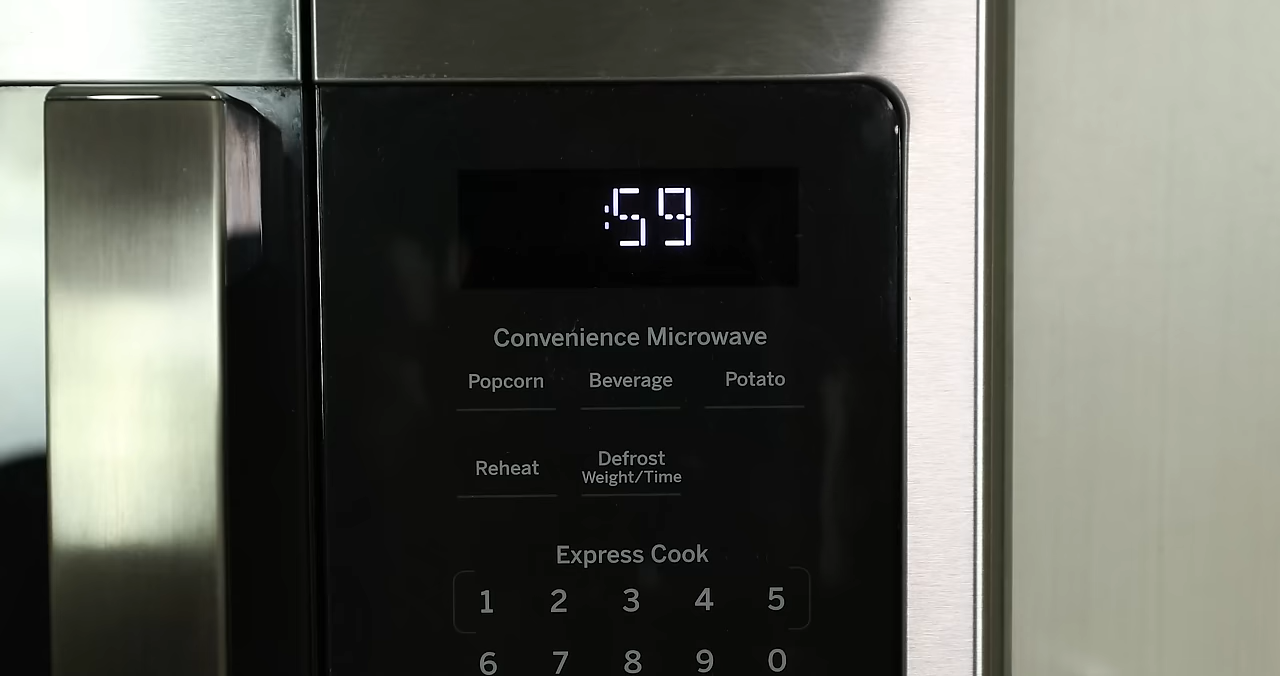 :59
Convenience Microwave
Popcorn Beverage Potato
Reheat Defrost
Weight/Time
Express Cook
1 2 3 4 5
6 7 8 9 0